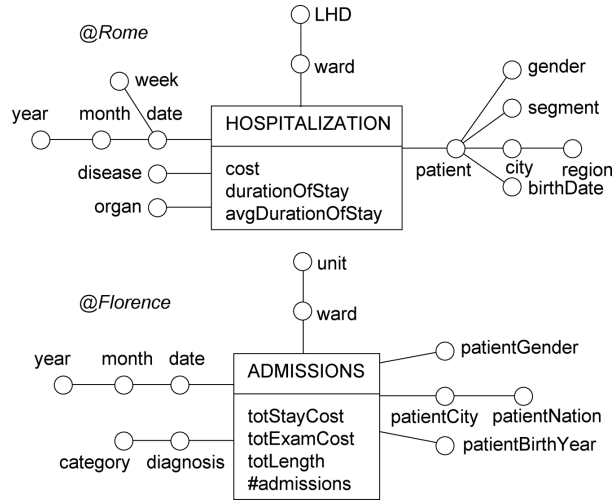 LHD
@Rome
ward
week
gender
year month date
segment
HOSPITALIZATION
patient
city
region
birthDate
disease
organ
cost
durationOfStay
avgDurationOfStay
unit
@Florence
ward
patientGender
year month date
ADMISSIONS
patientCity patientNation
category diagnosis
totStayCost
totExamCost
totLength
#admissions
patientBirthYear